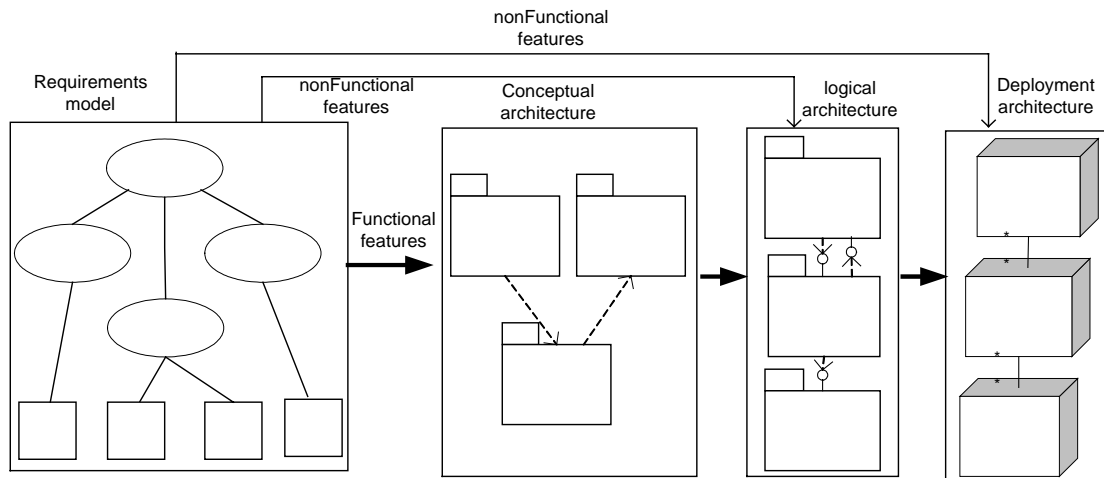 nonFunctional
features
Requirements
model
nonFunctional
features
Conceptual
architecture
logical
architecture
Deployment
architecture
Functional
features
*
*
*
*